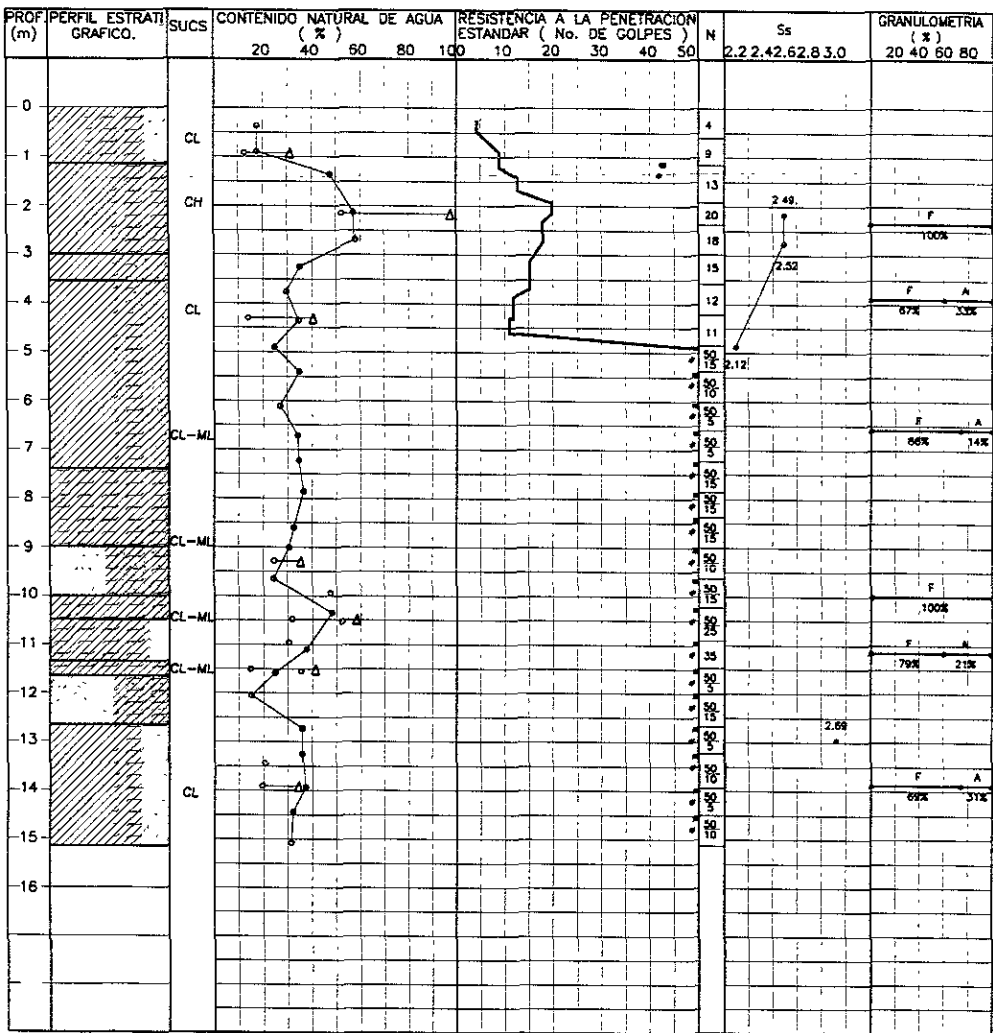 PROF. (m)
PERFIL ESTRATI GRAFICO.
SUCS
CONTENIDO NATURAL DE AGUA ( % )
20 40 60 80
RESISTENCIA A LA PENETRACION ESTANDAR ( No. DE GOLPES )
0 10 20 30 40 50
N
Ss
2.2 2.4 2.6 2.8 3.0
GRANULOMETRIA ( % )
20 40 60 80
0
CL
4
1
9
CH
13
2
20
2.49
F
100%
18
3
15
2.52
4
CL
12
F A
67% 33%
11
5
50/15
2.12
50/10
6
50/5
CL-ML
F A
86% 14%
7
50/5
50/15
8
50/15
50/15
9
CL-ML
50/10
10
50/15
F
100%
CL-ML
50/25
11
35
F A
79% 21%
CL-ML
12
50/5
50/15
2.69
13
50/5
50/10
14
CL
F A
69% 31%
50/5
15
50/10
16